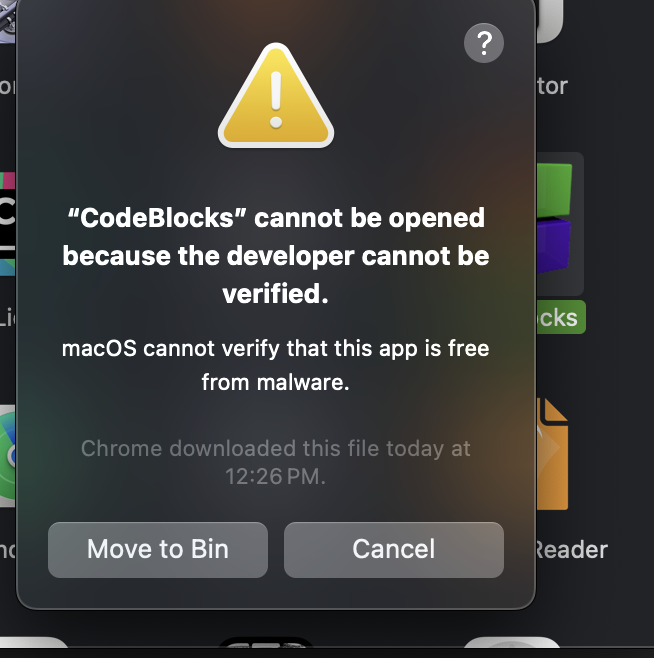 ?
tor
“CodeBlocks” cannot be opened
because the developer cannot be
verified.
cks
macOS cannot verify that this app is free
from malware.
Chrome downloaded this file today at
12:26 PM.
Move to Bin
Cancel
Reader